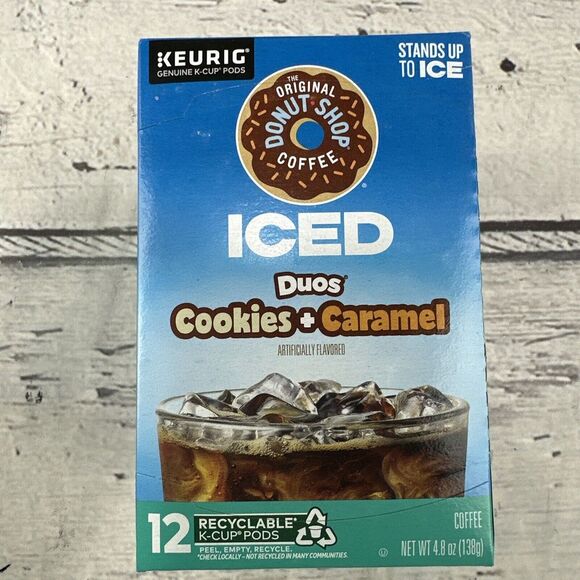 KEURIG®
GENUINE K-CUP® PODS
STANDS UP
TO ICE
THE
ORIGINAL
DONUT SHOP
COFFEE
®
ICED
DUOS®
Cookies + Caramel
ARTIFICIALLY FLAVORED
12 RECYCLABLE*
K-CUP® PODS
PEEL, EMPTY, RECYCLE.
*CHECK LOCALLY – NOT RECYCLED IN MANY COMMUNITIES.
U
COFFEE
NET WT 4.8 oz (138g)